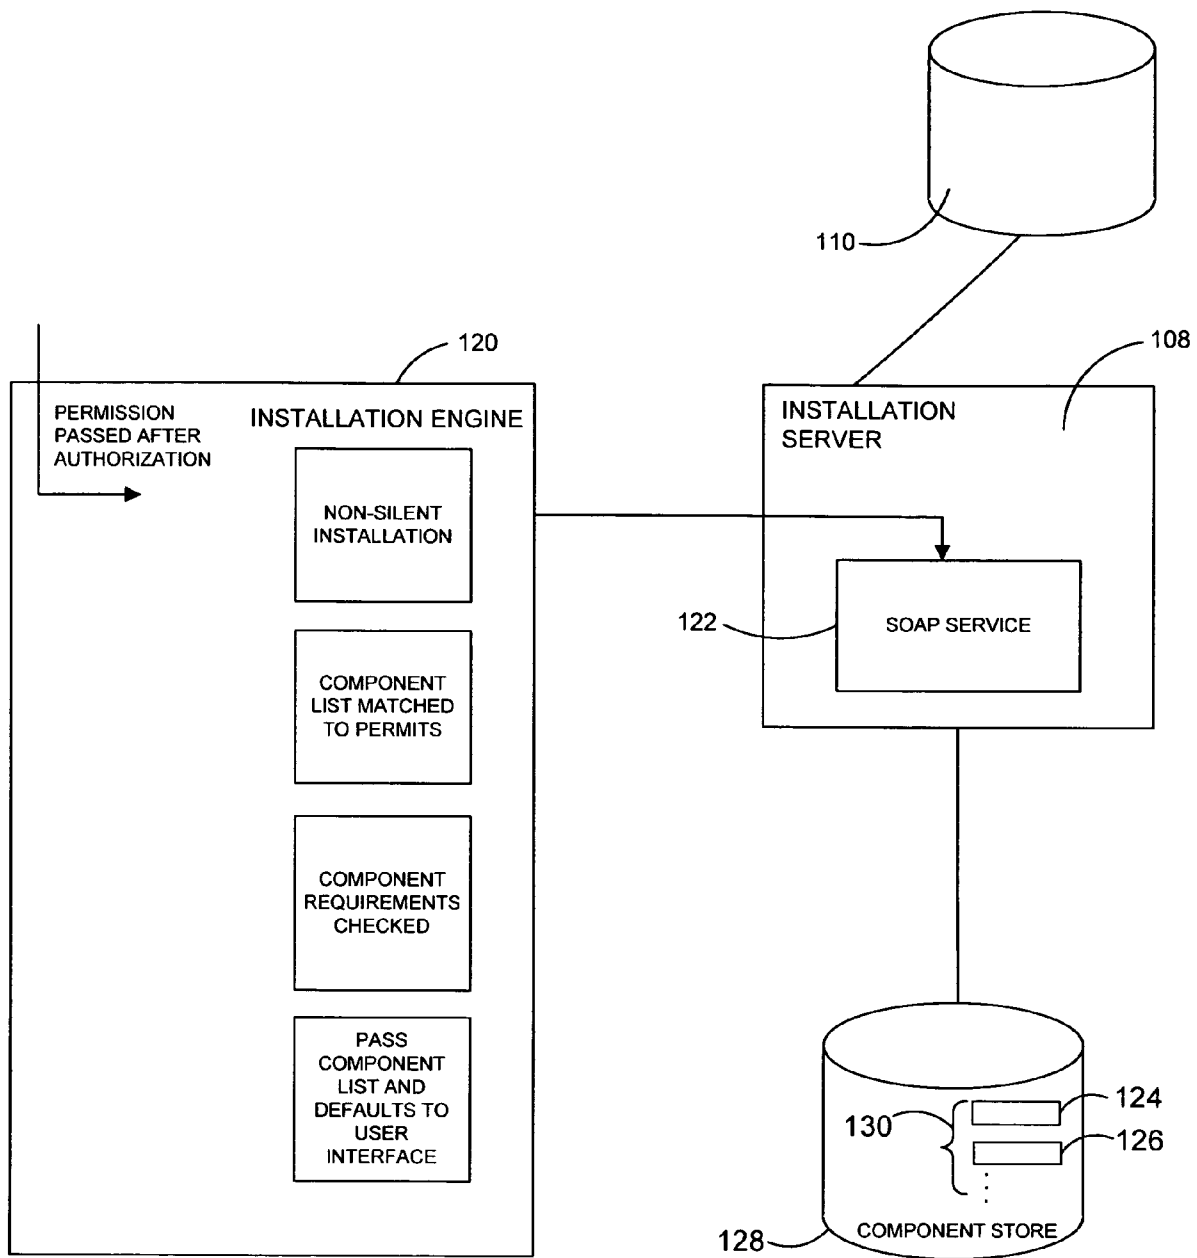 110
120
108
PERMISSION
PASSED AFTER
AUTHORIZATION
INSTALLATION ENGINE
NON-SILENT
INSTALLATION
COMPONENT
LIST MATCHED
TO PERMITS
COMPONENT
REQUIREMENTS
CHECKED
PASS
COMPONENT
LIST AND
DEFAULTS TO
USER
INTERFACE
INSTALLATION
SERVER
122
SOAP SERVICE
130
124
126
128
COMPONENT STORE